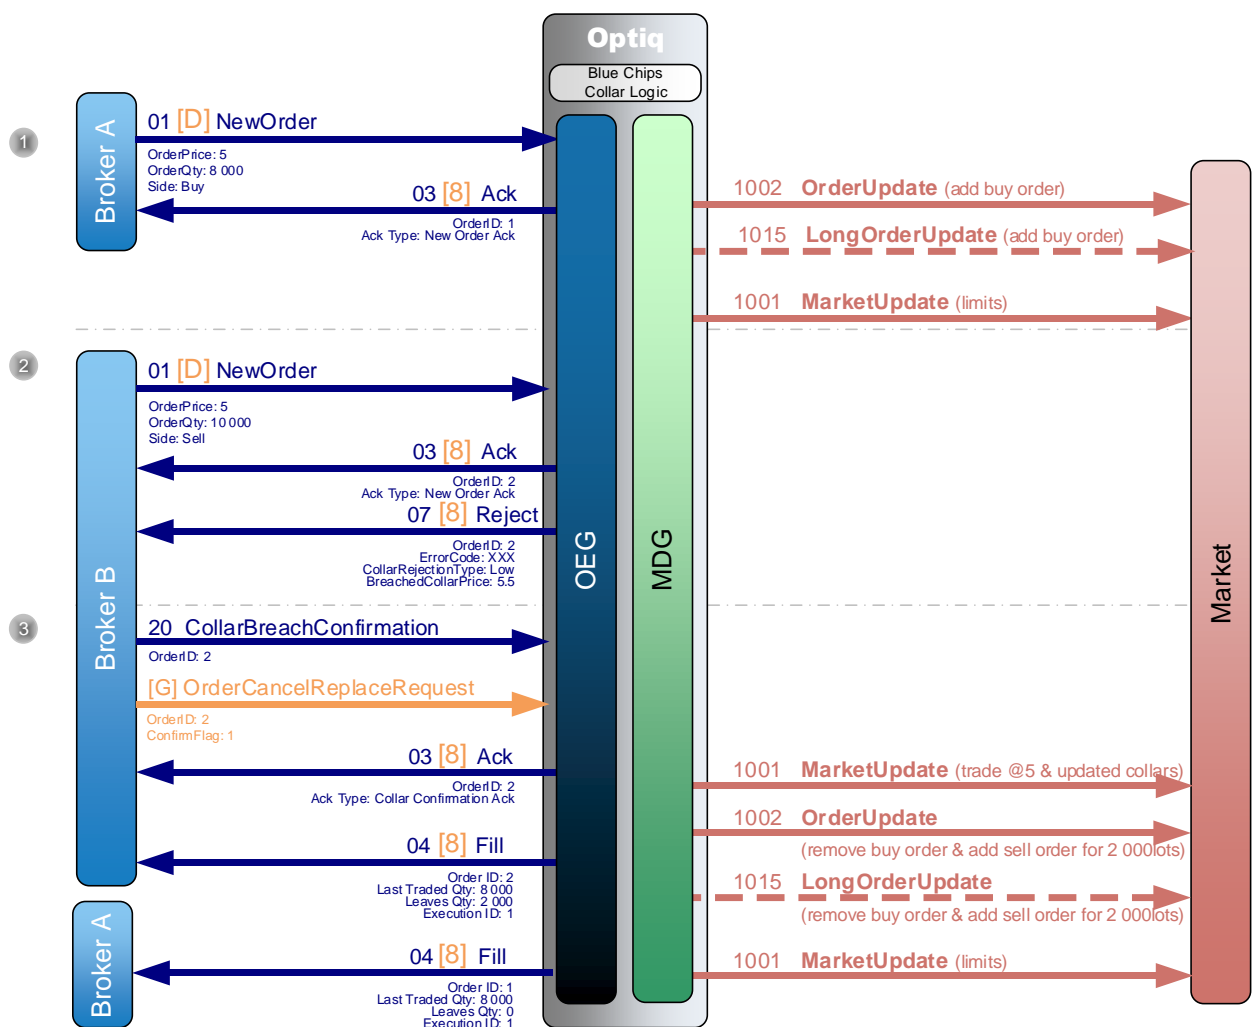 Optiq
Blue Chips
Collar Logic
1
Broker A
01 [D] NewOrder
OrderPrice: 5
OrderQty: 8 000
Side: Buy
03 [8] Ack
OrderID: 1
Ack Type: New Order Ack
1002 OrderUpdate (add buy order)
1015 LongOrderUpdate (add buy order)
1001 MarketUpdate (limits)
2
Broker B
01 [D] NewOrder
OrderPrice: 5
OrderQty: 10 000
Side: Sell
03 [8] Ack
OrderID: 2
Ack Type: New Order Ack
07 [8] Reject
OrderID: 2
ErrorCode: XXX
CollarRejectionType: Low
BreachedCollarPrice: 5.5
OEG
MDG
Market
3
20 CollarBreachConfirmation
OrderID: 2
[G] OrderCancelReplaceRequest
OrderID: 2
ConfirmFlag: 1
03 [8] Ack
OrderID: 2
Ack Type: Collar Confirmation Ack
1001 MarketUpdate (trade @5 & updated collars)
1002 OrderUpdate
(remove buy order & add sell order for 2 000lots)
04 [8] Fill
Order ID: 2
Last Traded Qty: 8 000
Leaves Qty: 2 000
Execution ID: 1
1015 LongOrderUpdate
(remove buy order & add sell order for 2 000lots)
Broker A
04 [8] Fill
Order ID: 1
Last Traded Qty: 8 000
Leaves Qty: 0
Execution ID: 1
1001 MarketUpdate (limits)